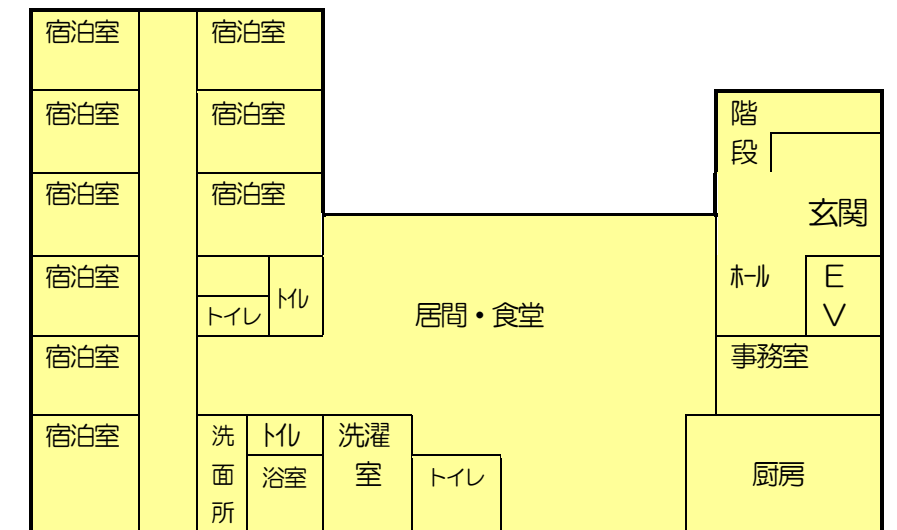 宿泊室 宿泊室
宿泊室 宿泊室 階
段
宿泊室 宿泊室
玄関
宿泊室 ﾄｲﾚ ﾎｰﾙ Ｅ
トイレ 居間・食堂 Ｖ
宿泊室 事務室
宿泊室 洗 ﾄｲﾚ 洗濯
面 浴室 室 トイレ 厨房
所